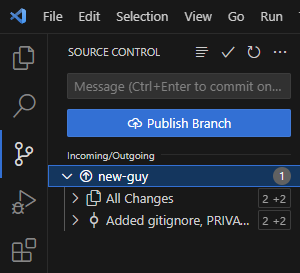 File Edit Selection View Go Run
SOURCE CONTROL
Message (Ctrl+Enter to commit on...
Publish Branch
Incoming/Outgoing
new-guy 1
All Changes 2 +2
Added gitignore, PRIVA... 2 +2